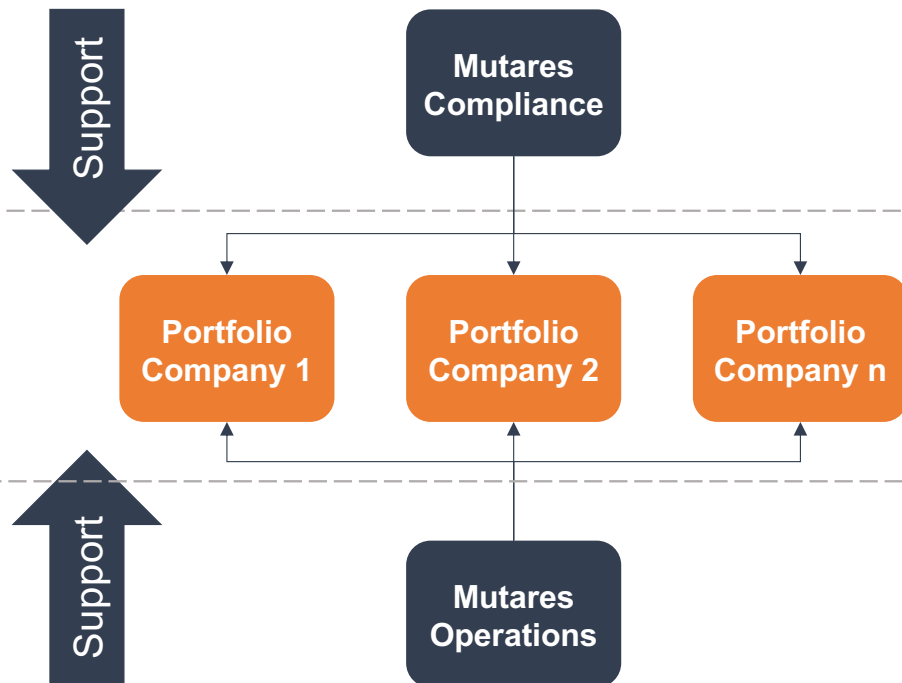 Support
Mutares
Compliance
Portfolio
Company 1
Portfolio
Company 2
Portfolio
Company n
Support
Mutares
Operations